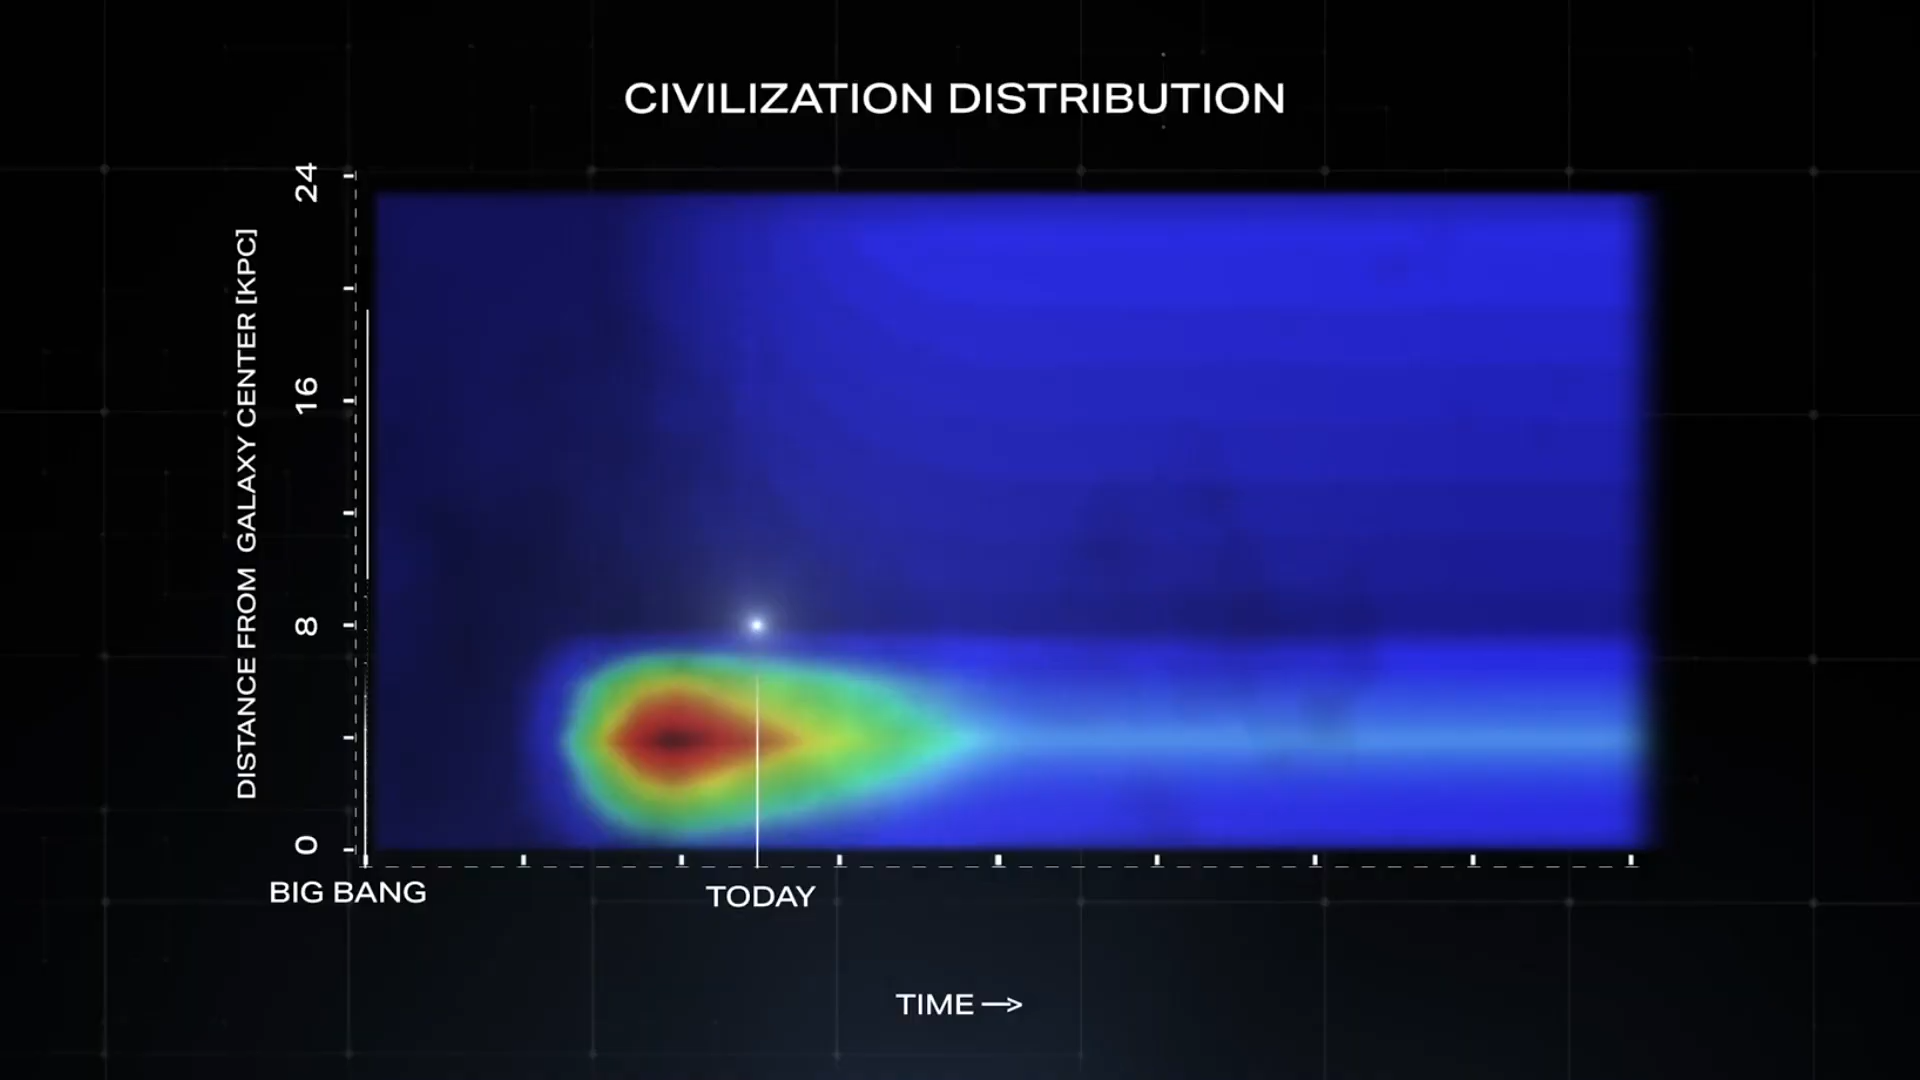 CIVILIZATION DISTRIBUTION
DISTANCE FROM GALAXY CENTER [KPC]
24
16
8
0
BIG BANG
TODAY
TIME →